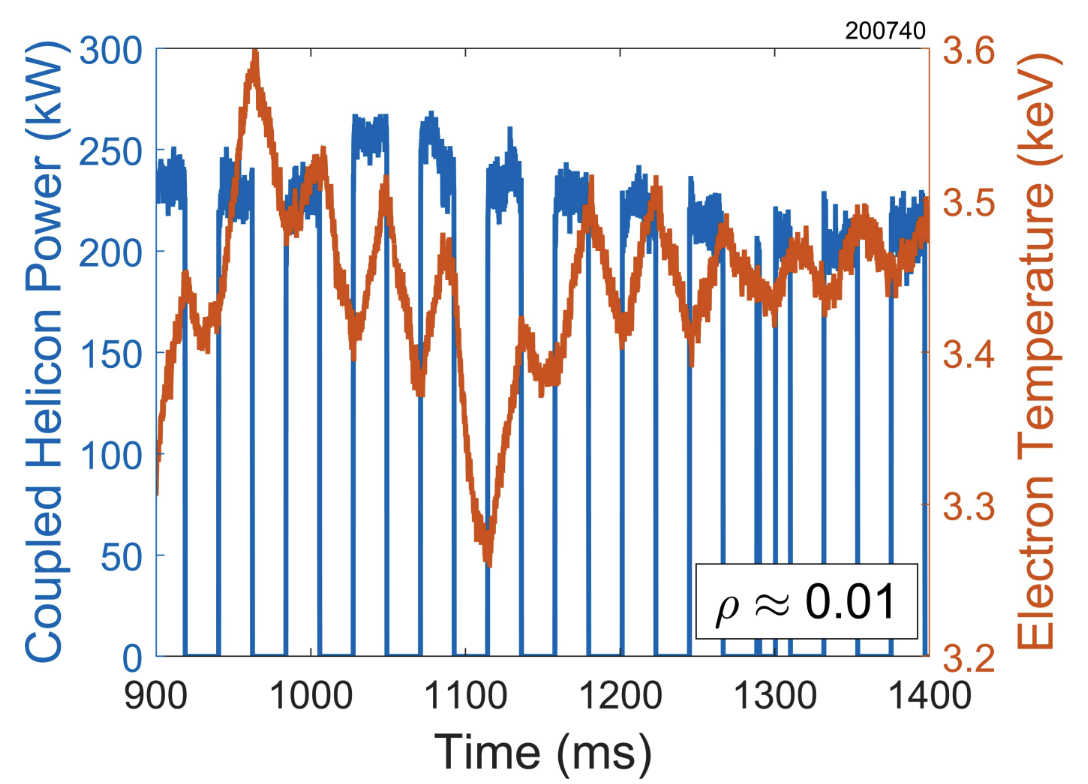 200740
Coupled Helicon Power (kW)
300
250
200
150
100
50
0
3.6
3.5
3.4
3.3
3.2
Electron Temperature (keV)
ρ ≈ 0.01
900 1000 1100 1200 1300 1400
Time (ms)